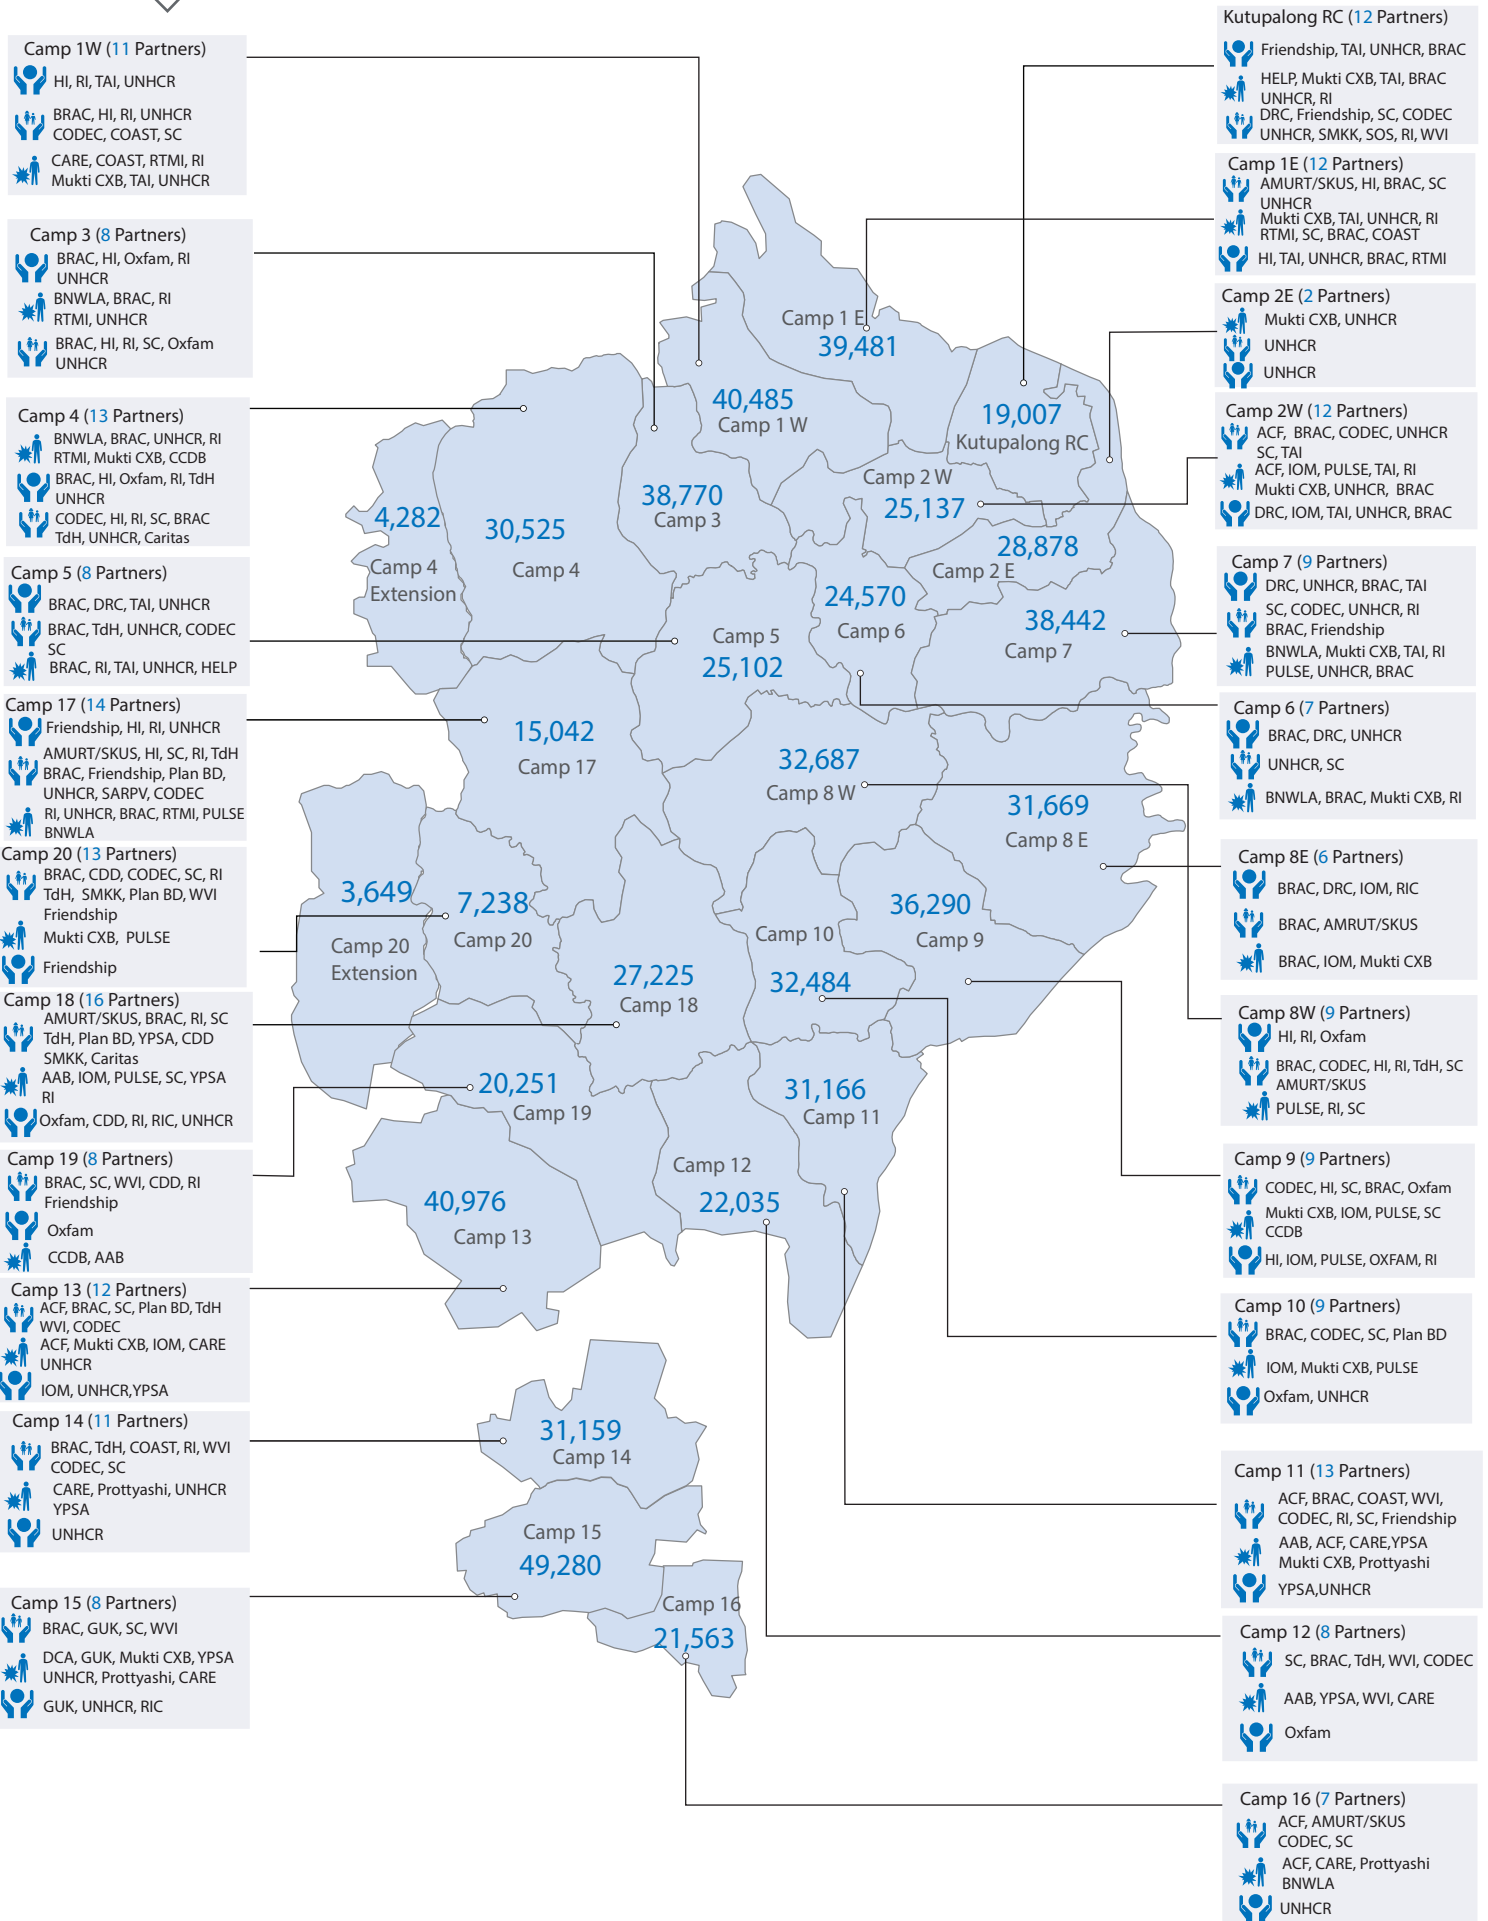 Camp 1W (11 Partners)
HI, RI, TAI, UNHCR
BRAC, HI, RI, UNHCR
CODEC, COAST, SC
CARE, COAST, RTMI, RI
Mukti CXB, TAI, UNHCR
Camp 3 (8 Partners)
BRAC, HI, Oxfam, RI
UNHCR
BNWLA, BRAC, RI
RTMI, UNHCR
BRAC, HI, RI, SC, Oxfam
UNHCR
Camp 4 (13 Partners)
BNWLA, BRAC, UNHCR, RI
RTMI, Mukti CXB, CCDB
BRAC, HI, Oxfam, RI, TdH
UNHCR
CODEC, HI, RI, SC, BRAC
TdH, UNHCR, Caritas
Camp 5 (8 Partners)
BRAC, DRC, TAI, UNHCR
BRAC, TdH, UNHCR, CODEC
SC
BRAC, RI, TAI, UNHCR, HELP
Camp 17 (14 Partners)
Friendship, HI, RI, UNHCR
AMURT/SKUS, HI, SC, RI, TdH
BRAC, Friendship, Plan BD,
UNHCR, SARPV, CODEC
RI, UNHCR, BRAC, RTMI, PULSE
BNWLA
Camp 20 (13 Partners)
BRAC, CDD, CODEC, SC, RI
TdH, SMKK, Plan BD, WVI
Friendship
Mukti CXB, PULSE
Friendship
Camp 18 (16 Partners)
AMURT/SKUS, BRAC, RI, SC
TdH, Plan BD, YPSA, CDD
SMKK, Caritas
AAB, IOM, PULSE, SC, YPSA
RI
Oxfam, CDD, RI, RIC, UNHCR
Camp 19 (8 Partners)
BRAC, SC, WVI, CDD, RI
Friendship
Oxfam
CCDB, AAB
Camp 13 (12 Partners)
ACF, BRAC, SC, Plan BD, TdH
WVI, CODEC
ACF, Mukti CXB, IOM, CARE
UNHCR
IOM, UNHCR,YPSA
Camp 14 (11 Partners)
BRAC, TdH, COAST, RI, WVI
CODEC, SC
CARE, Prottyashi, UNHCR
YPSA
UNHCR
Camp 15 (8 Partners)
BRAC, GUK, SC, WVI
DCA, GUK, Mukti CXB, YPSA
UNHCR, Prottyashi, CARE
GUK, UNHCR, RIC
Camp 1 E
39,481
40,485
Camp 1 W
19,007
Kutupalong RC
Camp 2 W
25,137
38,770
Camp 3
4,282
Camp 4
Extension
30,525
Camp 4
28,878
Camp 2 E
24,570
Camp 6
38,442
Camp 7
Camp 5
25,102
15,042
Camp 17
32,687
Camp 8 W
31,669
Camp 8 E
3,649
Camp 20
Extension
7,238
Camp 20
36,290
Camp 9
Camp 10
32,484
27,225
Camp 18
20,251
Camp 19
31,166
Camp 11
Camp 12
22,035
40,976
Camp 13
31,159
Camp 14
Camp 15
49,280
Camp 16
21,563
Kutupalong RC (12 Partners)
Friendship, TAI, UNHCR, BRAC
HELP, Mukti CXB, TAI, BRAC
UNHCR, RI
DRC, Friendship, SC, CODEC
UNHCR, SMKK, SOS, RI, WVI
Camp 1E (12 Partners)
AMURT/SKUS, HI, BRAC, SC
UNHCR
Mukti CXB, TAI, UNHCR, RI
RTMI, SC, BRAC, COAST
HI, TAI, UNHCR, BRAC, RTMI
Camp 2E (2 Partners)
Mukti CXB, UNHCR
UNHCR
UNHCR
Camp 2W (12 Partners)
ACF, BRAC, CODEC, UNHCR
SC, TAI
ACF, IOM, PULSE, TAI, RI
Mukti CXB, UNHCR, BRAC
DRC, IOM, TAI, UNHCR, BRAC
Camp 7 (9 Partners)
DRC, UNHCR, BRAC, TAI
SC, CODEC, UNHCR, RI
BRAC, Friendship
BNWLA, Mukti CXB, TAI, RI
PULSE, UNHCR, BRAC
Camp 6 (7 Partners)
BRAC, DRC, UNHCR
UNHCR, SC
BNWLA, BRAC, Mukti CXB, RI
Camp 8E (6 Partners)
BRAC, DRC, IOM, RIC
BRAC, AMRUT/SKUS
BRAC, IOM, Mukti CXB
Camp 8W (9 Partners)
HI, RI, Oxfam
BRAC, CODEC, HI, RI, TdH, SC
AMURT/SKUS
PULSE, RI, SC
Camp 9 (9 Partners)
CODEC, HI, SC, BRAC, Oxfam
Mukti CXB, IOM, PULSE, SC
CCDB
HI, IOM, PULSE, OXFAM, RI
Camp 10 (9 Partners)
BRAC, CODEC, SC, Plan BD
IOM, Mukti CXB, PULSE
Oxfam, UNHCR
Camp 11 (13 Partners)
ACF, BRAC, COAST, WVI,
CODEC, RI, SC, Friendship
AAB, ACF, CARE,YPSA
Mukti CXB, Prottyashi
YPSA,UNHCR
Camp 12 (8 Partners)
SC, BRAC, TdH, WVI, CODEC
AAB, YPSA, WVI, CARE
Oxfam
Camp 16 (7 Partners)
ACF, AMURT/SKUS
CODEC, SC
ACF, CARE, Prottyashi
BNWLA
UNHCR